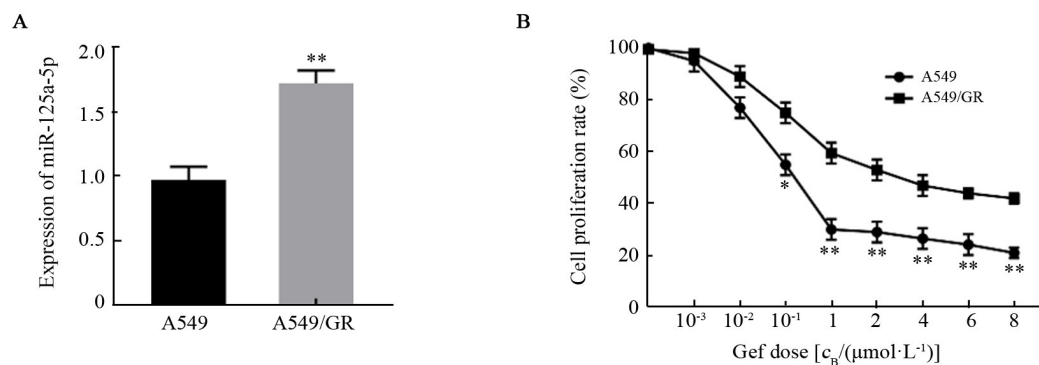 A
Expression of miR-125a-5p
2.0
1.5
1.0
0.5
0
**
A549
A549/GR
B
Cell proliferation rate (%)
100
80
60
40
20
0
A549
A549/GR
*
**
**
**
**
**
10⁻³
10⁻²
10⁻¹
1
2
4
6
8
Gef dose [c_B/(μmol·L⁻¹)]